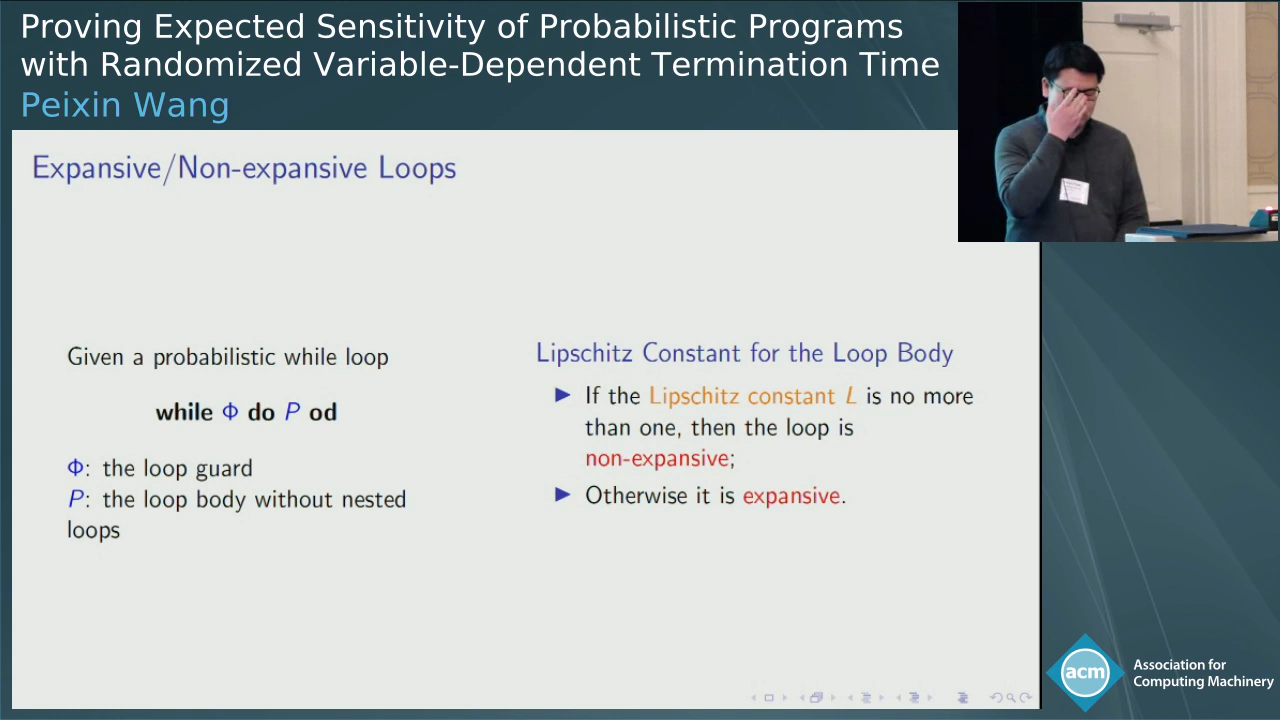 Proving Expected Sensitivity of Probabilistic Programs
with Randomized Variable-Dependent Termination Time
Peixin Wang
Expansive/Non-expansive Loops
Given a probabilistic while loop
while Φ do P od
Φ: the loop guard
P: the loop body without nested
loops
Lipschitz Constant for the Loop Body
▶ If the Lipschitz constant L is no more
than one, then the loop is
non-expansive;
▶ Otherwise it is expansive.
acm
Association for
Computing Machinery